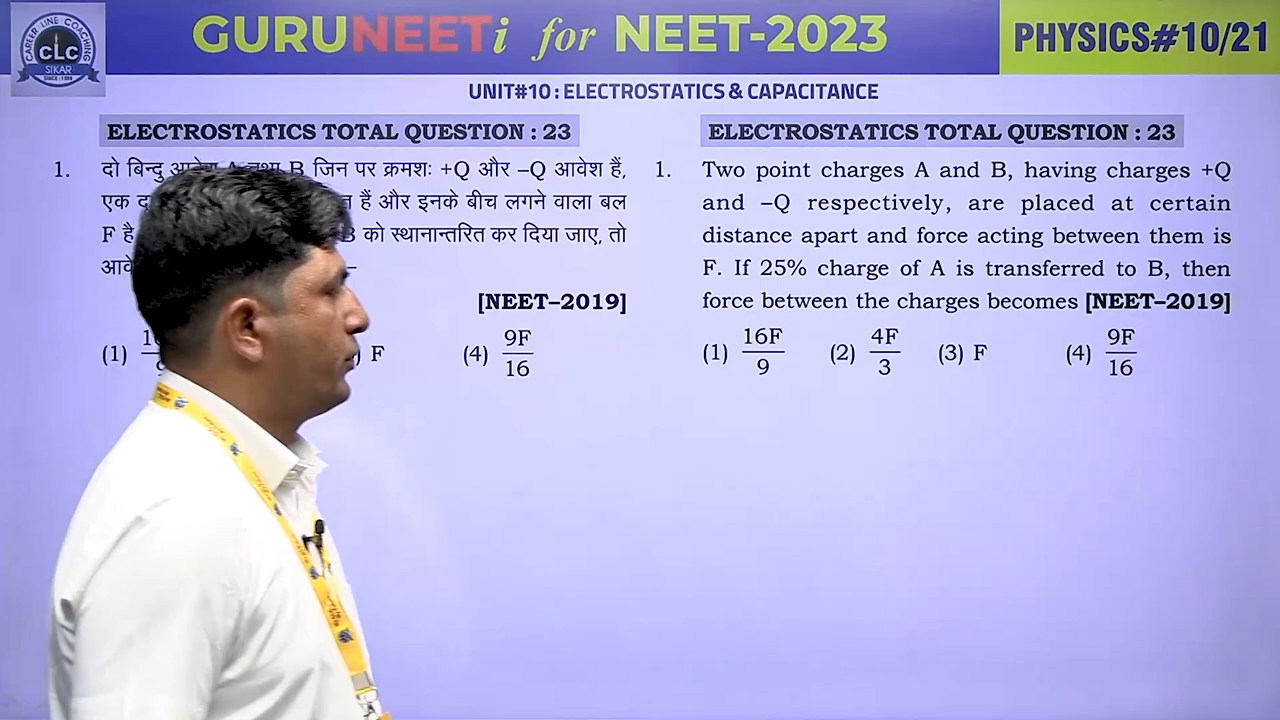 CAREER LINE COACHING
CLC
SIKAR
SINCE : 1996
GURUNEETi for NEET-2023
PHYSICS#10/21
UNIT#10 : ELECTROSTATICS & CAPACITANCE
ELECTROSTATICS TOTAL QUESTION : 23
1. दो बिन्दु B जिन पर क्रमशः +Q और –Q आवेश हैं,
एक हैं और इनके बीच लगने वाला बल
F है B को स्थानान्तरित कर दिया जाए, तो
–
[NEET–2019]
(1) F (4) 9F/16
ELECTROSTATICS TOTAL QUESTION : 23
1. Two point charges A and B, having charges +Q
and –Q respectively, are placed at certain
distance apart and force acting between them is
F. If 25% charge of A is transferred to B, then
force between the charges becomes [NEET–2019]
(1) 16F/9 (2) 4F/3 (3) F (4) 9F/16